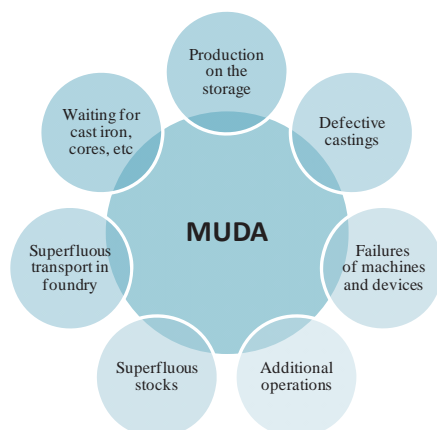 Production
on the
storage
Defective
castings
Failures
of machines
and devices
Additional
operations
Superfluous
stocks
Superfluous
transport in
foundry
Waiting for
cast iron,
cores, etc
MUDA